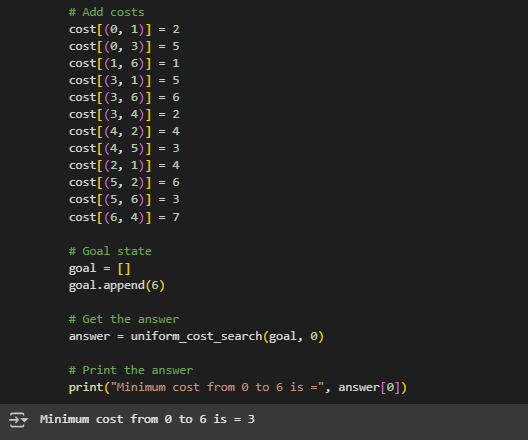 # Add costs
cost[(0, 1)] = 2
cost[(0, 3)] = 5
cost[(1, 6)] = 1
cost[(3, 1)] = 5
cost[(3, 6)] = 6
cost[(3, 4)] = 2
cost[(4, 2)] = 4
cost[(4, 5)] = 3
cost[(2, 1)] = 4
cost[(5, 2)] = 6
cost[(5, 6)] = 3
cost[(6, 4)] = 7
# Goal state
goal = []
goal.append(6)
# Get the answer
answer = uniform_cost_search(goal, 0)
# Print the answer
print("Minimum cost from 0 to 6 is =", answer[0])
Minimum cost from 0 to 6 is = 3